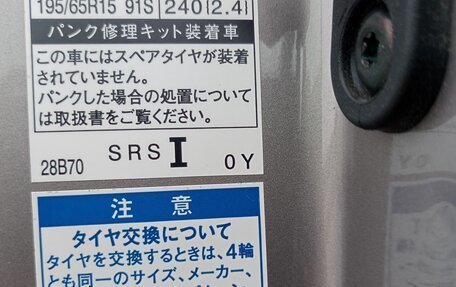 195/65R15 91S 240{2.4}
パンク修理キット装着車
この車にはスペアタイヤが装着
されていません。
パンクした場合の処置について
は取扱書をご覧ください。
28B70 SRS I 0Y
注 意
タイヤ交換について
タイヤを交換するときは、4輪
とも同一のサイズ、メーカー、